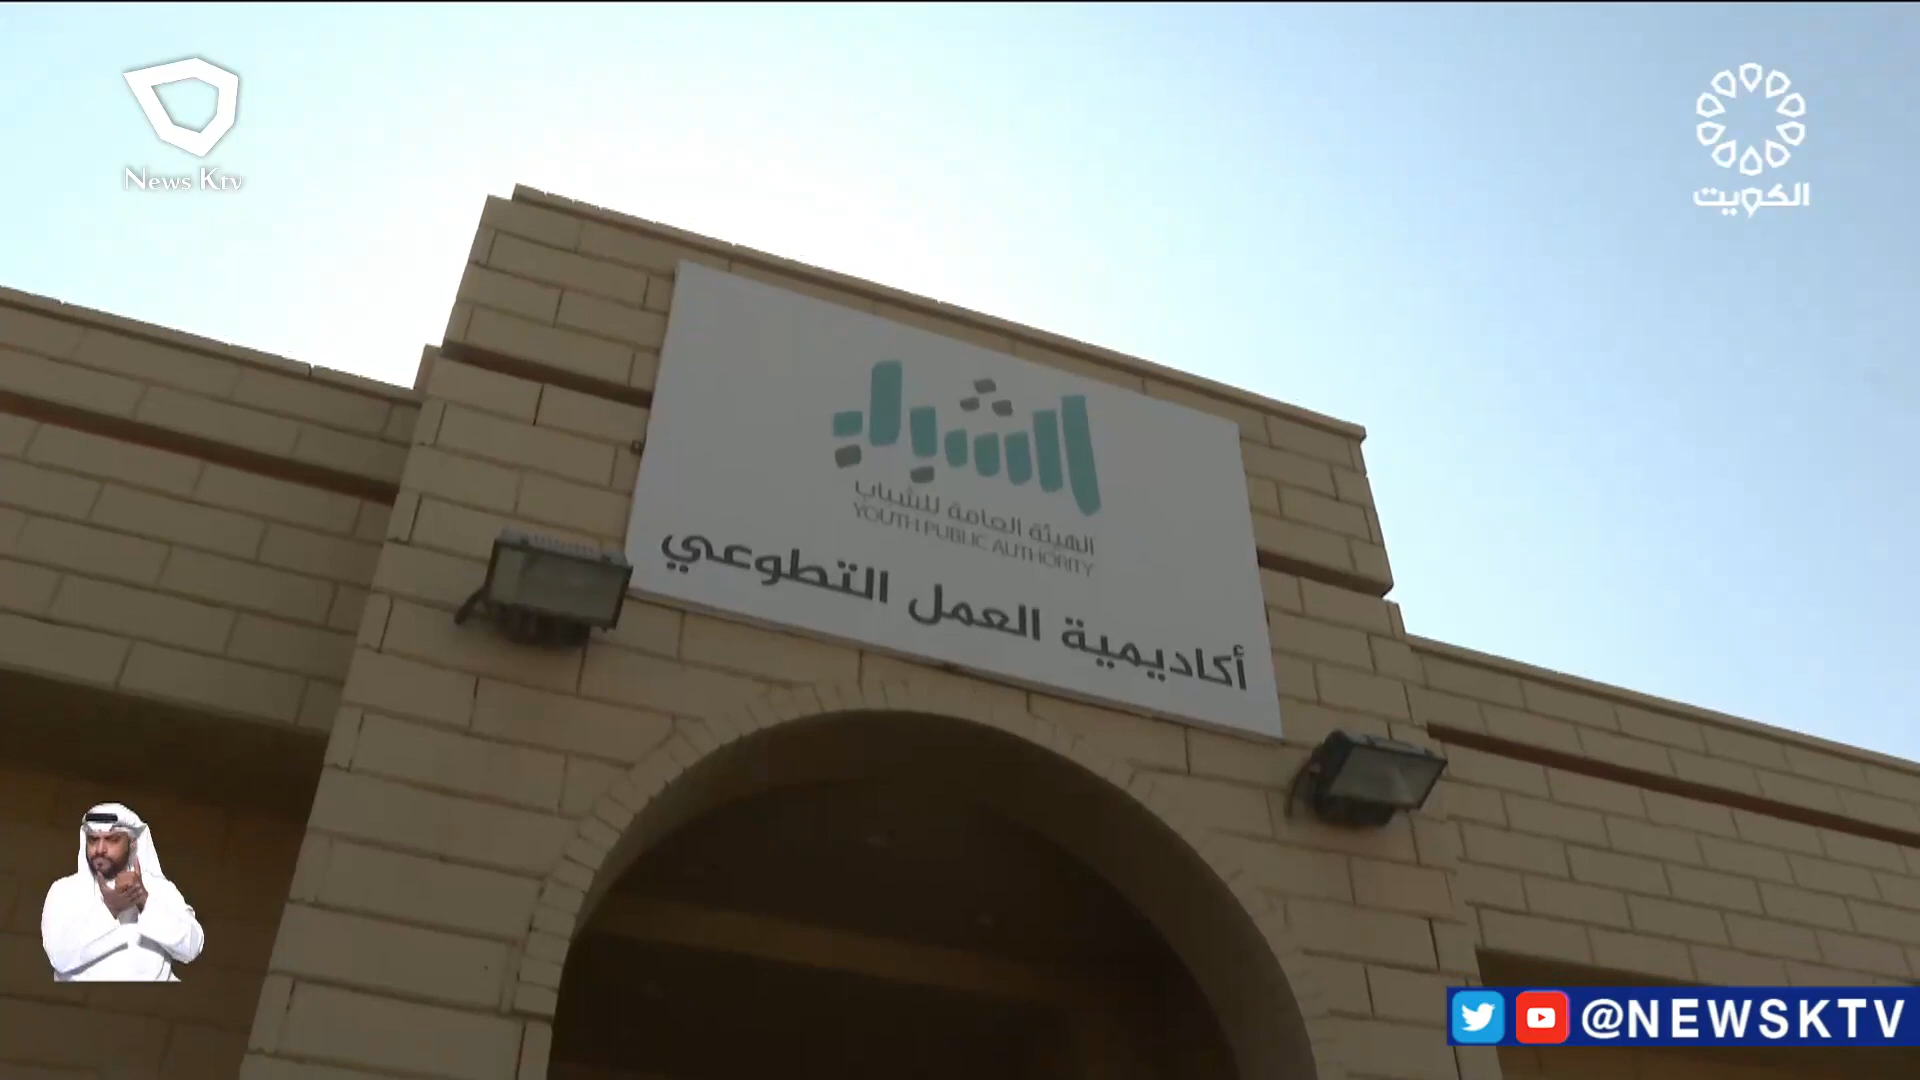 News Ktv
الكويت
الشباب
الهيئة العامة للشباب
YOUTH PUBLIC AUTHORITY
أكاديمية العمل التطوعي
@NEWSKTV